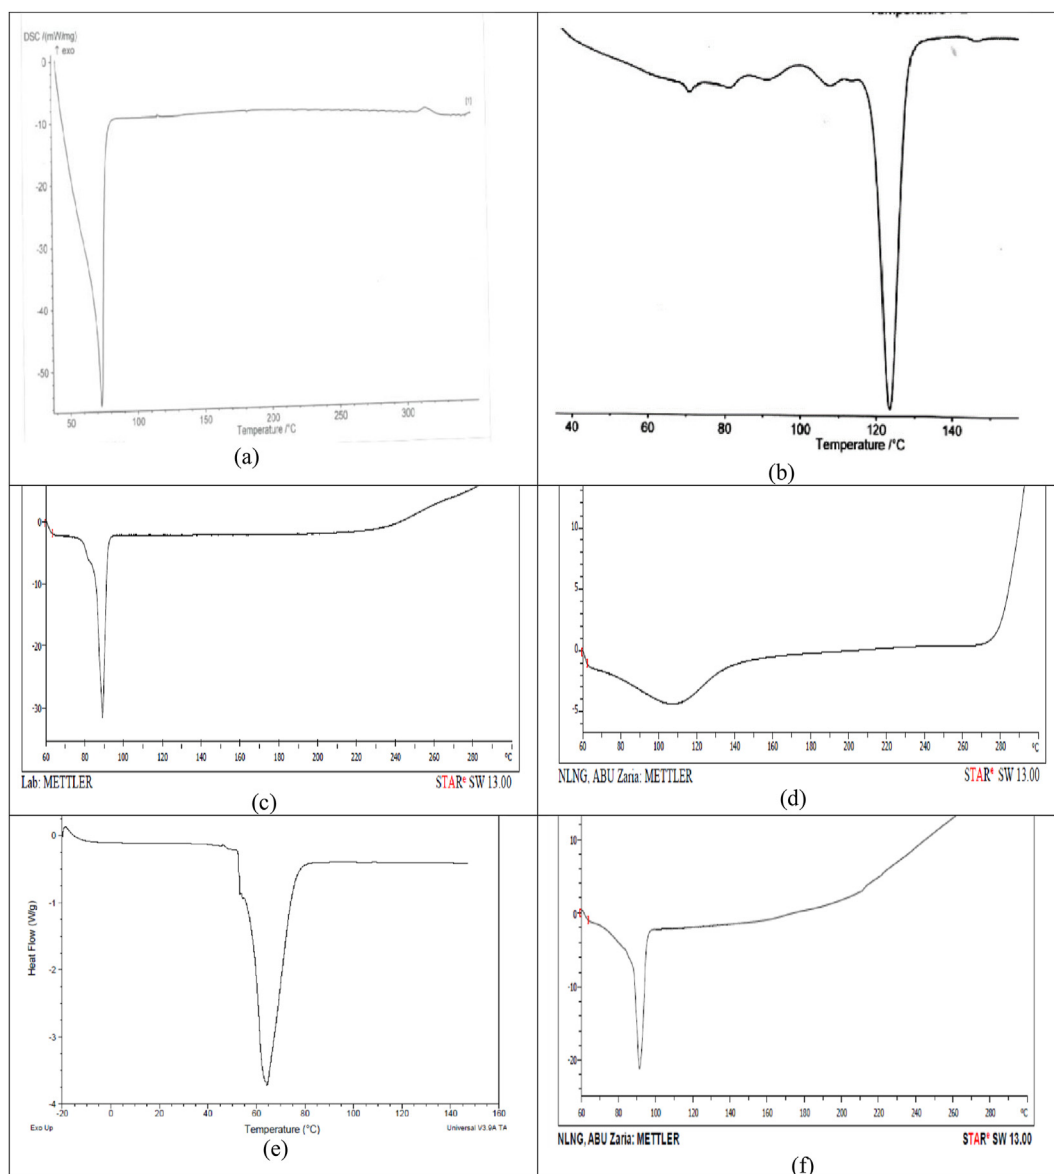 DSC /(mW/mg)
↑ exo
0
-10
-20
-30
-40
-50
[1]
50 100 150 200 250 300
Temperature /°C
(a)
40 60 80 100 120 140
Temperature /°C
(b)
0
-10
-20
-30
60 80 100 120 140 160 180 200 220 240 260 280 °C
Lab: METTLER STARe SW 13.00
(c)
10
5
0
-5
60 80 100 120 140 160 180 200 220 240 260 280 °C
NLNG, ABU Zaria: METTLER STARe SW 13.00
(d)
0
-1
-2
-3
-4
Heat Flow (W/g)
-20 0 20 40 60 80 100 120 140 160
Exo Up Temperature (°C) Universal V3.9A TA
(e)
10
0
-10
-20
60 80 100 120 140 160 180 200 220 240 260 280 °C
NLNG, ABU Zaria: METTLER STARe SW 13.00
(f)